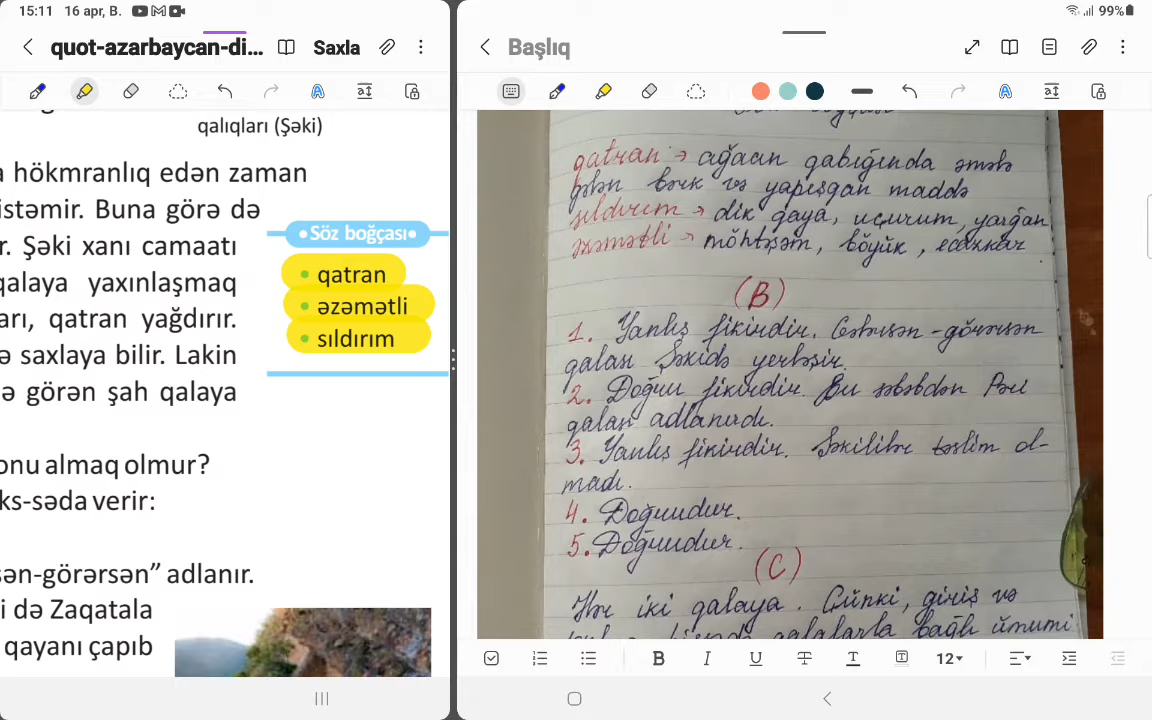 15:11 16 apr, B.
99%
quot-azarbaycan-di...
Saxla
qalıqları (Şəki)
a hökmranlıq edən zaman
istəmir. Buna görə də
r. Şəki xanı camaatı
qalaya yaxınlaşmaq
arı, qatran yağdırır.
ə saxlaya bilir. Lakin
ə görən şah qalaya
•Söz boğçası•
• qatran
• əzəmətli
• sıldırım
onu almaq olmur?
ks-səda verir:
ən-görərsən” adlanır.
i də Zaqatala
qayanı çapıb
Başlıq
qatran → ağacın qabığında əmələ
gələn bərk və yapışqan maddə
sıldırım → dik qaya, uçurum, yarğan
əzəmətli → möhtəşəm, böyük, ecazkar
(B)
1. Yanlış fikirdir. Gələrsən-görərsən
qalası Şəkidə yerləşir.
2. Doğru fikirdir. Bu səbəbdən Pəri
qalası adlanırdı.
3. Yanlış fikirdir. Şəkililər təslim ol-
madı.
4. Doğrudur.
5. Doğrudur.
(C)
Hər iki qalaya. Çünki, giriş və
qalalarla bağlı ümumi
B I U T T T 12